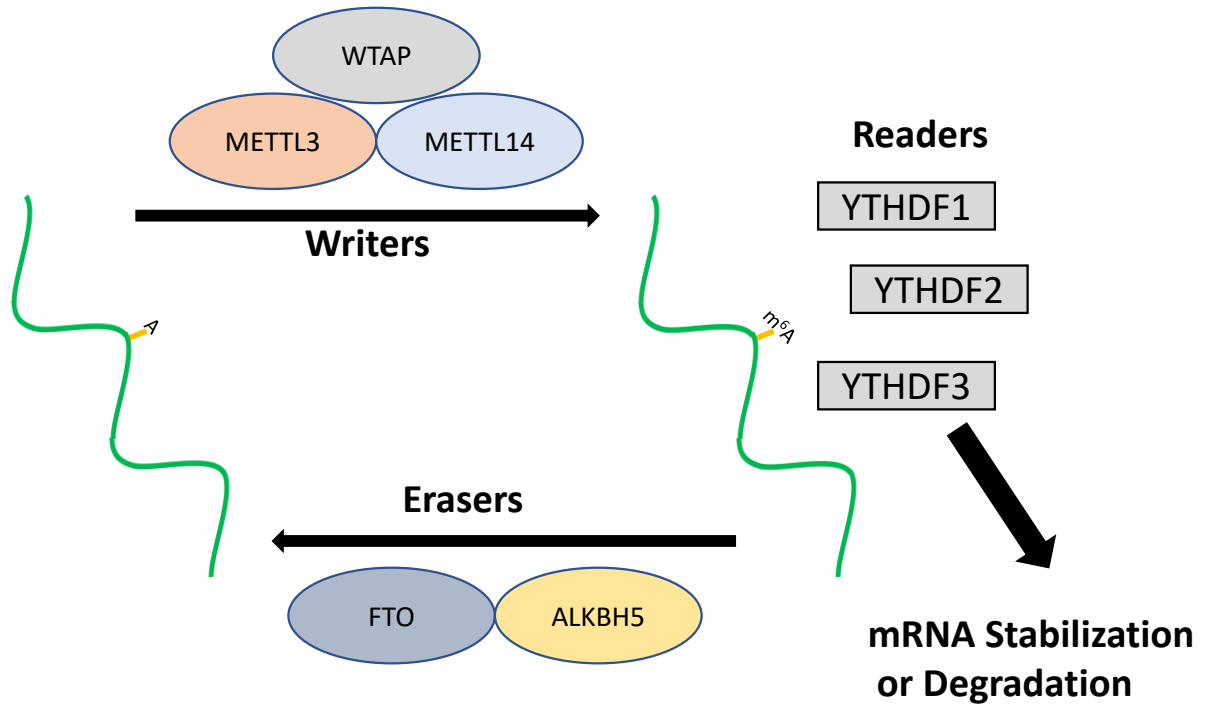 WTAP
METTL3
METTL14
Writers
A
Readers
YTHDF1
YTHDF2
m⁶A
YTHDF3
Erasers
FTO
ALKBH5
mRNA Stabilization
or Degradation